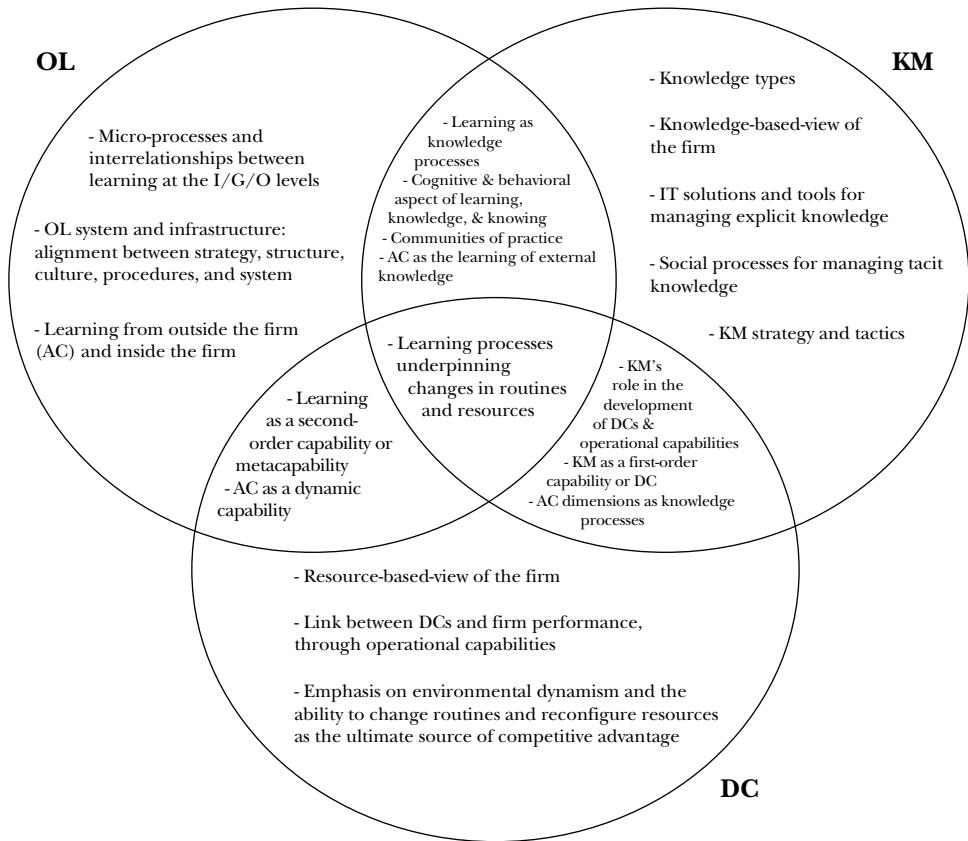 OL
KM
- Micro-processes and
interrelationships between
learning at the I/G/O levels
- OL system and infrastructure:
alignment between strategy, structure,
culture, procedures, and system
- Learning from outside the firm
(AC) and inside the firm
- Learning as
knowledge
processes
- Cognitive & behavioral
aspect of learning,
knowledge, & knowing
- Communities of practice
- AC as the learning of external
knowledge
- Knowledge types
- Knowledge-based-view of
the firm
- IT solutions and tools for
managing explicit knowledge
- Social processes for managing tacit
knowledge
- KM strategy and tactics
- Learning processes
underpinning
changes in routines
and resources
- Learning
as a second-
order capability or
metacapability
- AC as a dynamic
capability
- KM's
role in the
development
of DCs &
operational capabilities
- KM as a first-order
capability or DC
- AC dimensions as knowledge
processes
- Resource-based-view of the firm
- Link between DCs and firm performance,
through operational capabilities
- Emphasis on environmental dynamism and the
ability to change routines and reconfigure resources
as the ultimate source of competitive advantage
DC